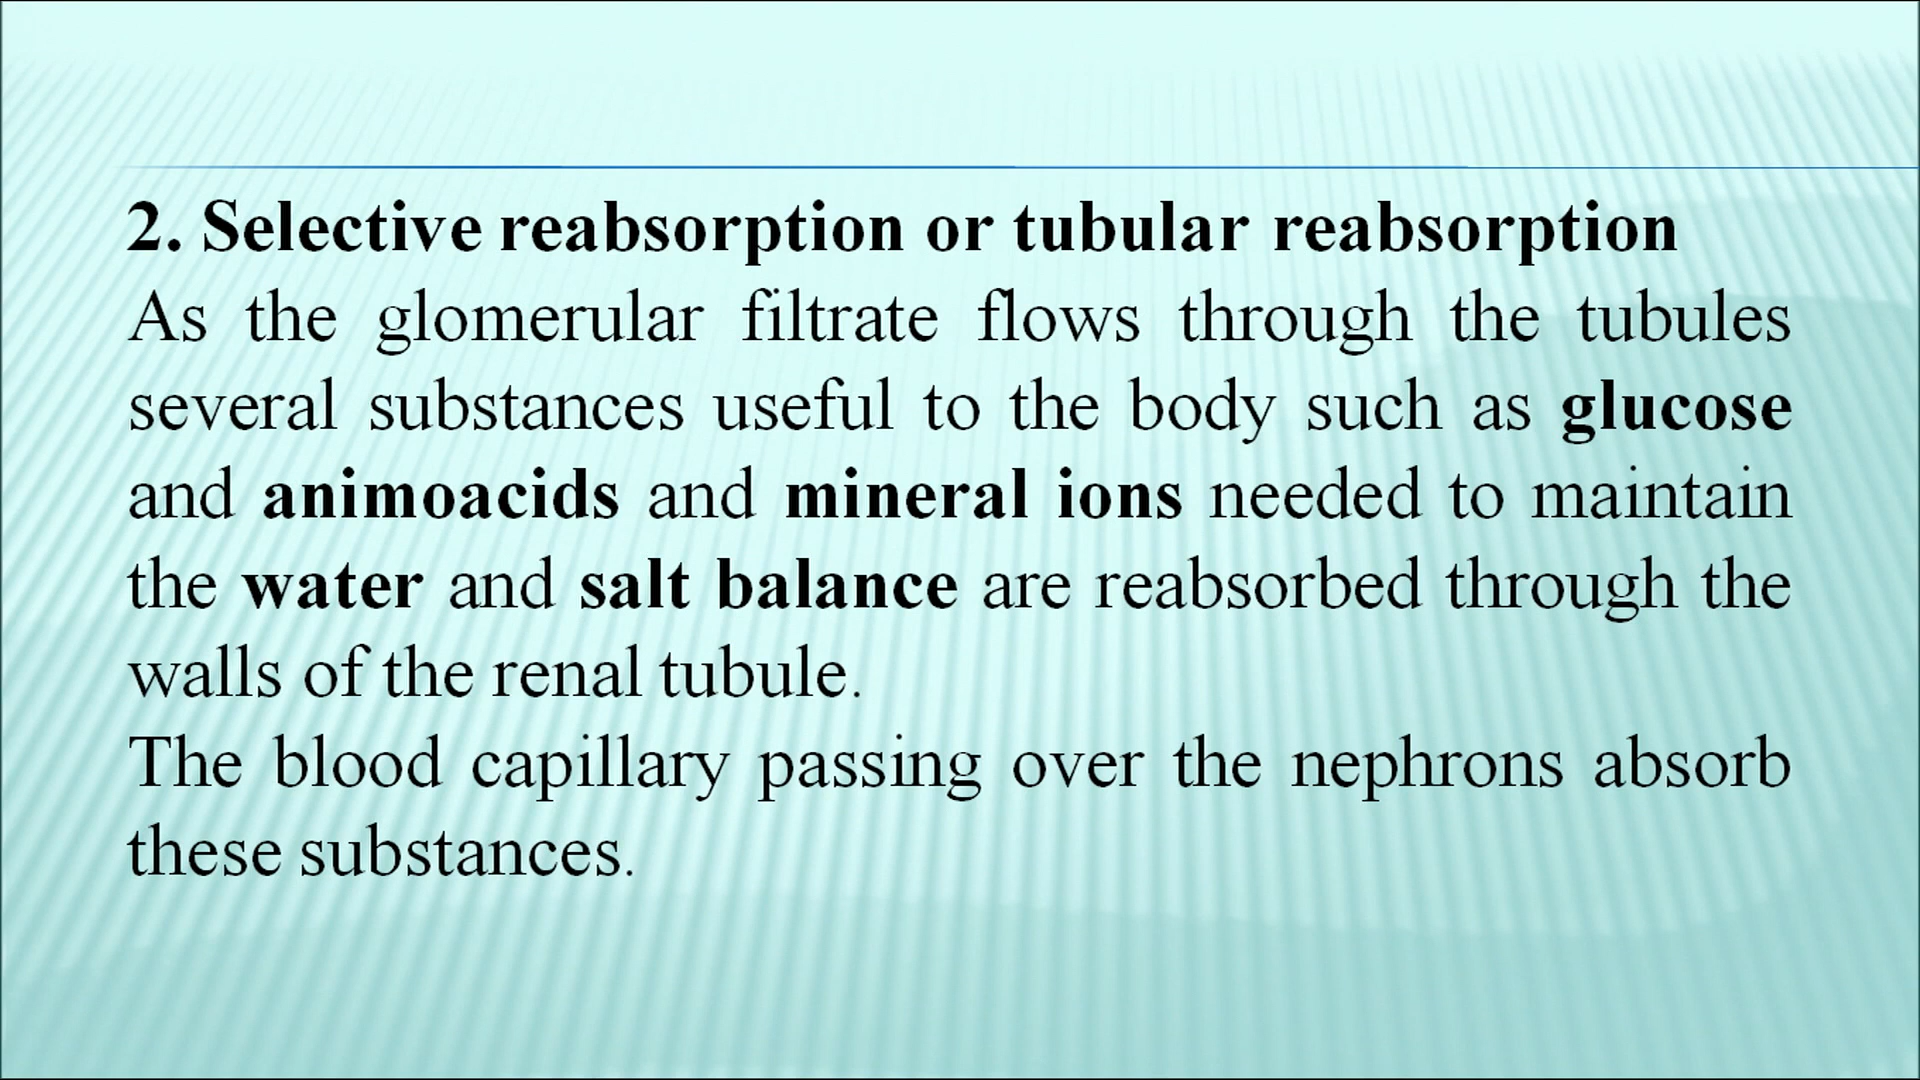 2. Selective reabsorption or tubular reabsorption
As the glomerular filtrate flows through the tubules
several substances useful to the body such as glucose
and animoacids and mineral ions needed to maintain
the water and salt balance are reabsorbed through the
walls of the renal tubule.
The blood capillary passing over the nephrons absorb
these substances.